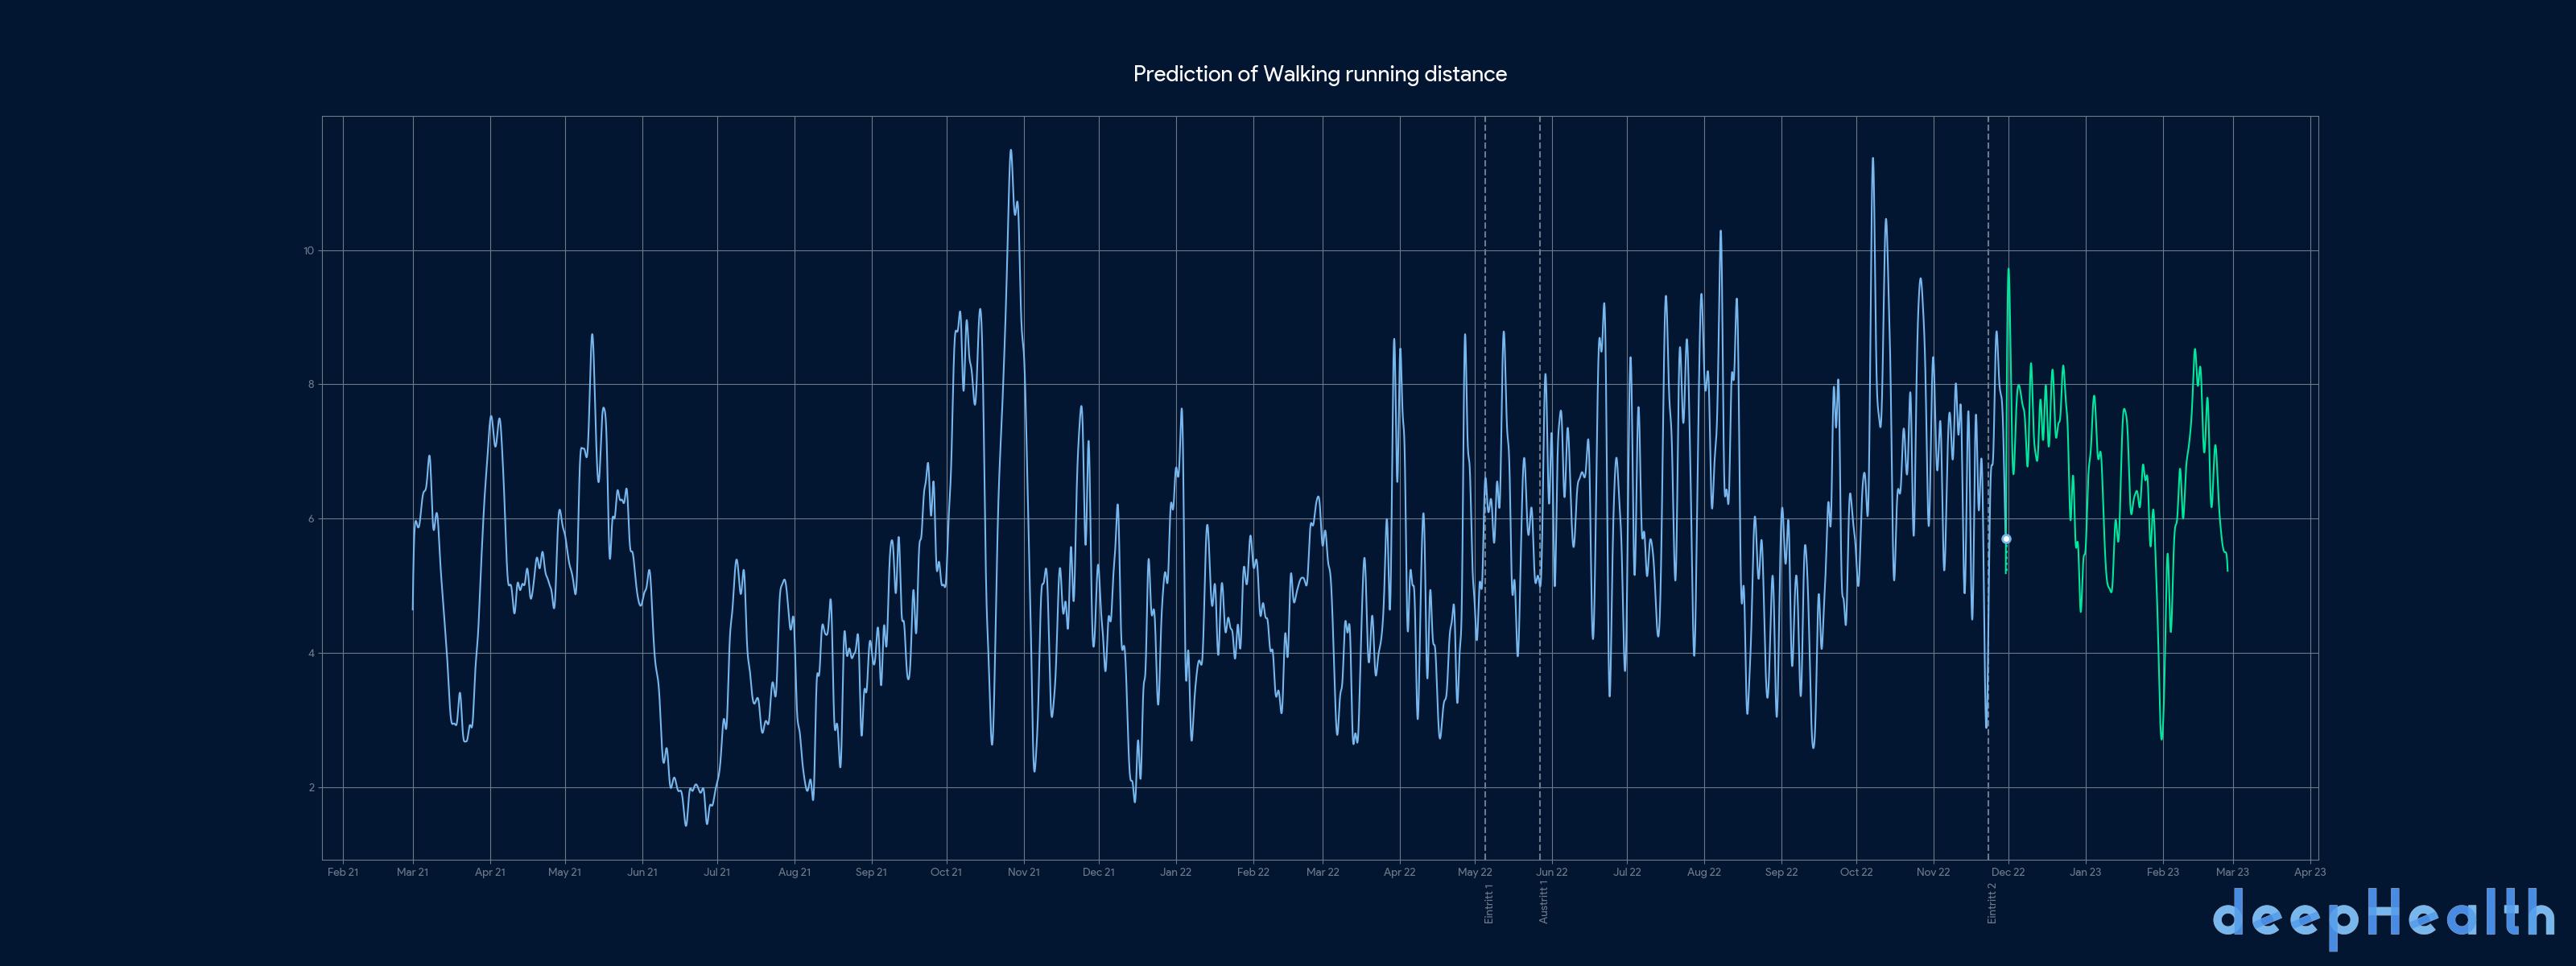 Prediction of Walking running distance
10
8
6
4
2
Feb 21 Mar 21 Apr 21 May 21 Jun 21 Jul 21 Aug 21 Sep 21 Oct 21 Nov 21 Dec 21 Jan 22 Feb 22 Mar 22 Apr 22 May 22 Jun 22 Jul 22 Aug 22 Sep 22 Oct 22 Nov 22 Dec 22 Jan 23 Feb 23 Mar 23 Apr 23
Eintritt 1
Austritt 1
Eintritt 2
deepHealth